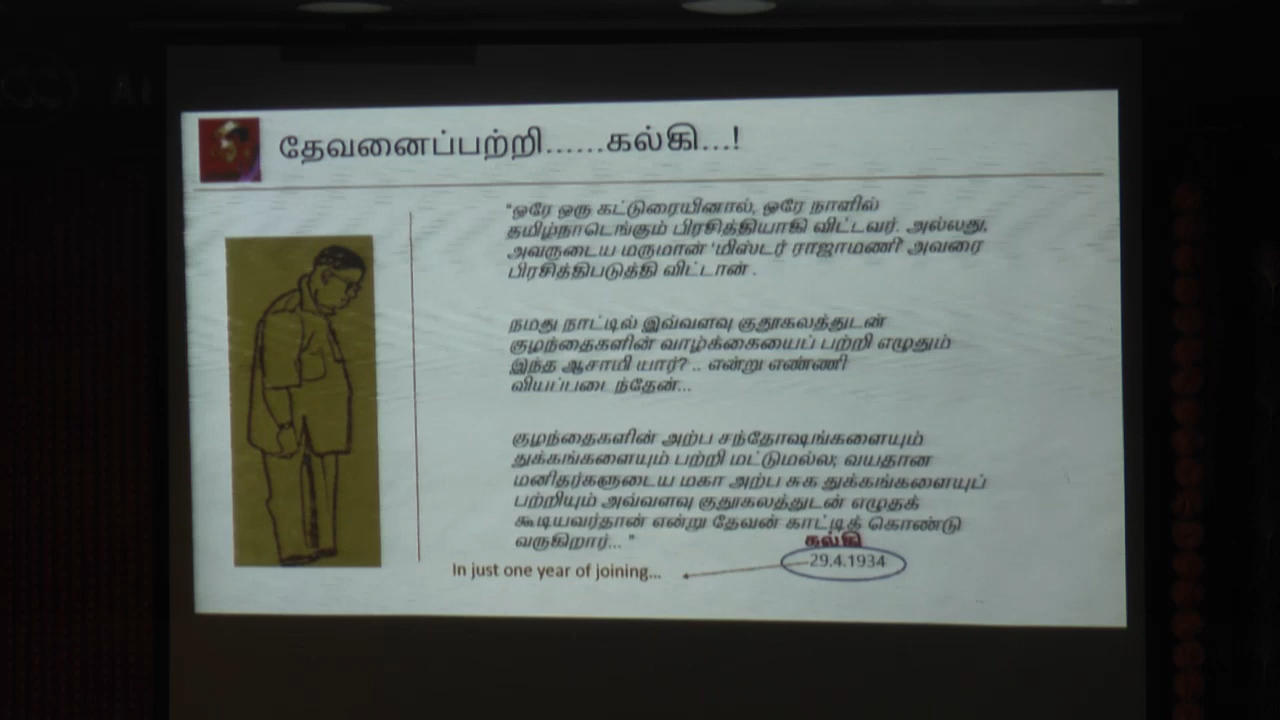 தேவனைப்பற்றி......கல்கி...!
“ஒரே ஒரு கட்டுரையினால், ஒரே நாளில்
தமிழ்நாடெங்கும் பிரசித்தியாகி விட்டவர். அல்லது,
அவருடைய மருமான் ‘மிஸ்டர் ராஜாமணி’ அவரை
பிரசித்திபடுத்தி விட்டான் .
நமது நாட்டில் இவ்வளவு குதூகலத்துடன்
குழந்தைகளின் வாழ்க்கையைப் பற்றி எழுதும்
இந்த ஆசாமி யார்? .. என்று எண்ணி
வியப்படைந்தேன்...
குழந்தைகளின் அற்ப சந்தோஷங்களையும்
துக்கங்களையும் பற்றி மட்டுமல்ல; வயதான
மனிதர்களுடைய மகா அற்ப சுக துக்கங்களையுப்
பற்றியும் அவ்வளவு குதூகலத்துடன் எழுதக்
கூடியவர்தான் என்று தேவன் காட்டித் கொண்டு
வருகிறார்... ”
கல்கி
29.4.1934
In just one year of joining...